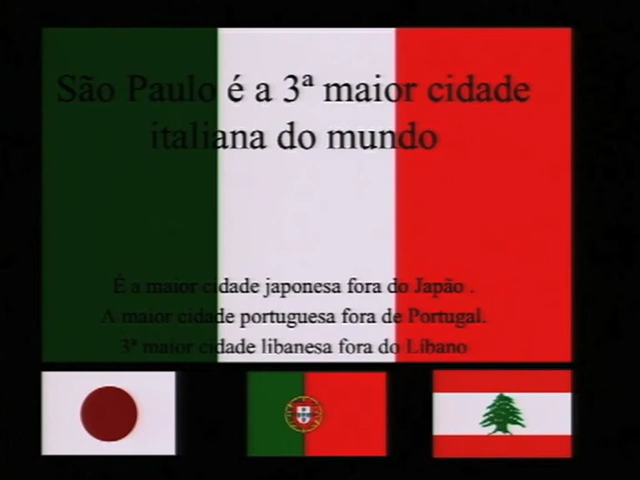 São Paulo é a 3ª maior cidade
italiana do mundo
É a maior cidade japonesa fora do Japão .
A maior cidade portuguesa fora de Portugal.
3ª maior cidade libanesa fora do Líbano